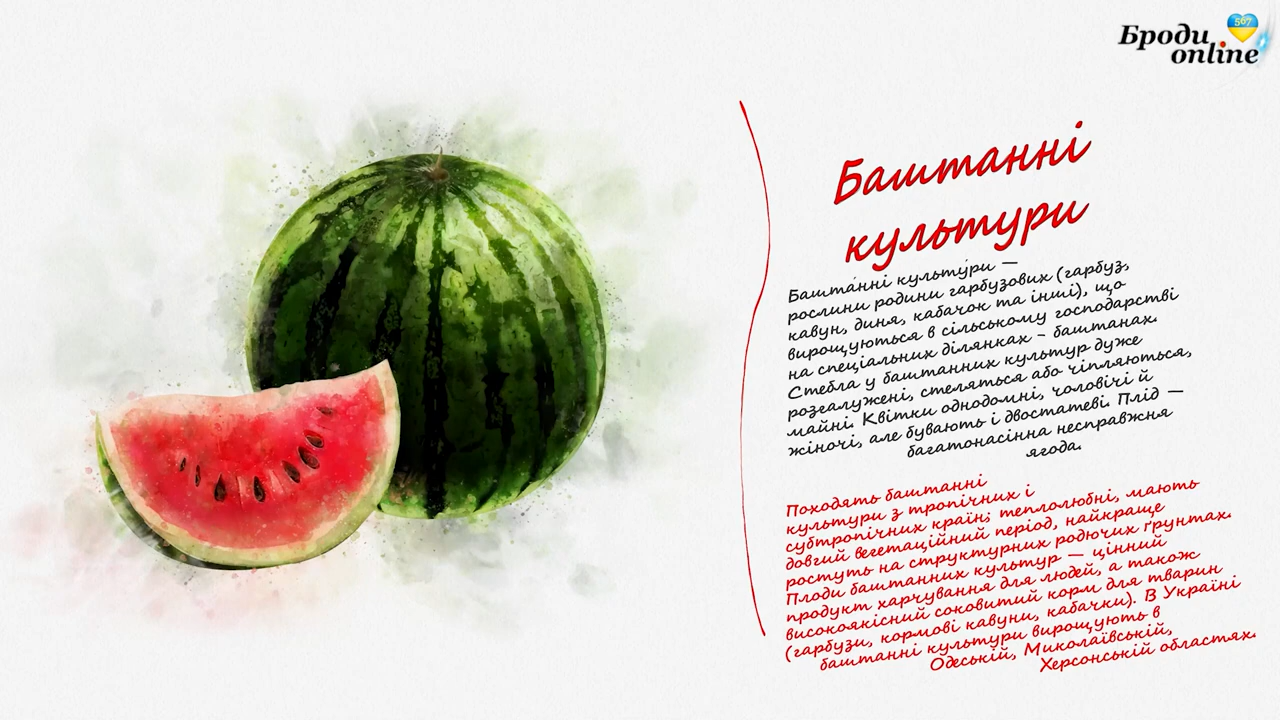 Броди
567
online
Баштанні
культури
Башта́нні культу́ри —
рослини родини гарбузових (гарбуз,
кавун, диня, кабачок та інші), що
вирощуються в сільському господарстві
на спеціальних ділянках - баштанах.
Стебла у баштанних культур дуже
розгалужені, стеляться або чіпляються,
майні. Квітки однодомні, чоловічі й
жіночі, але бувають і двостатеві. Плід —
багатонасінна несправжня
ягода.
Походять баштанні
культури з тропічних і
субтропічних країн; теплолюбні, мають
довгий вегетаційний період, найкраще
ростуть на структурних родючих ґрунтах.
Плоди баштанних культур — цінний
продукт харчування для людей, а також
високоякісний соковитий корм для тварин
(гарбузи, кормові кавуни, кабачки). В Україні
баштанні культури вирощують в
Одеській, Миколаївській,
Херсонській областях.